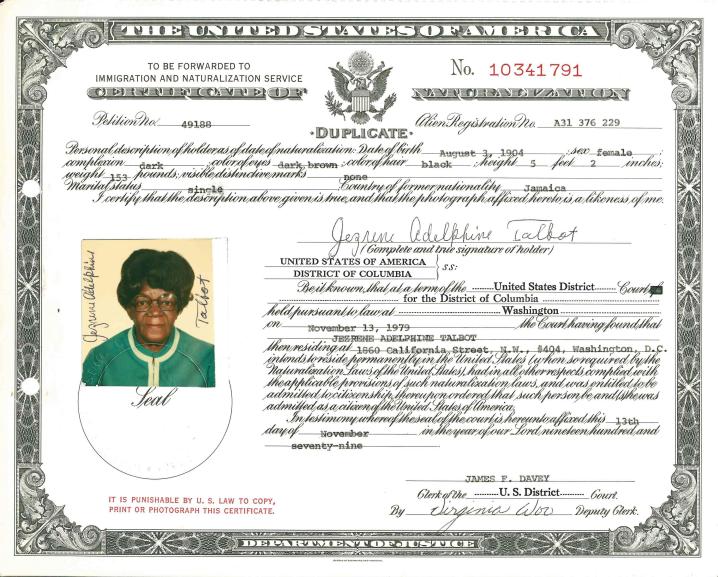 THE UNITED STATES OF AMERICA
TO BE FORWARDED TO
IMMIGRATION AND NATURALIZATION SERVICE
No. 10341791
CERTIFICATE OF NATURALIZATION
Petition No. 49188
Alien Registration No. A31 376 229
DUPLICATE
Personal description of holder as of date of naturalization: Date of birth August 3, 1904; sex female;
complexion dark; color of eyes dark brown; color of hair black; height 5 feet 2 inches;
weight 153 pounds; visible distinctive marks none
Marital status single Country of former nationality Jamaica
I certify that the description above given is true, and that the photograph affixed hereto is a likeness of me.
Jezrene Adelphine Talbot
(Complete and true signature of holder)
UNITED STATES OF AMERICA
DISTRICT OF COLUMBIA
} ss:
Be it known, that at a term of the United States District Court
for the District of Columbia
held pursuant to law at Washington
on November 13, 1979 the Court having found that
JEZRENE ADELPHINE TALBOT
then residing at 1860 California Street, N.W., #404, Washington, D.C.
intends to reside permanently in the United States (when so required by the
Naturalization Laws of the United States), had in all other respects complied with
the applicable provisions of such naturalization laws, and was entitled to be
admitted to citizenship, thereupon ordered that such person be and (s)he was
admitted as a citizen of the United States of America.
In testimony whereof the seal of the court is hereunto affixed this 13th
day of November in the year of our Lord nineteen hundred and
seventy-nine
Jezrene Adelphine
Talbot
Seal
JAMES F. DAVEY
Clerk of the U. S. District Court.
By Virginia Woo Deputy Clerk.
IT IS PUNISHABLE BY U. S. LAW TO COPY,
PRINT OR PHOTOGRAPH THIS CERTIFICATE.
DEPARTMENT OF JUSTICE